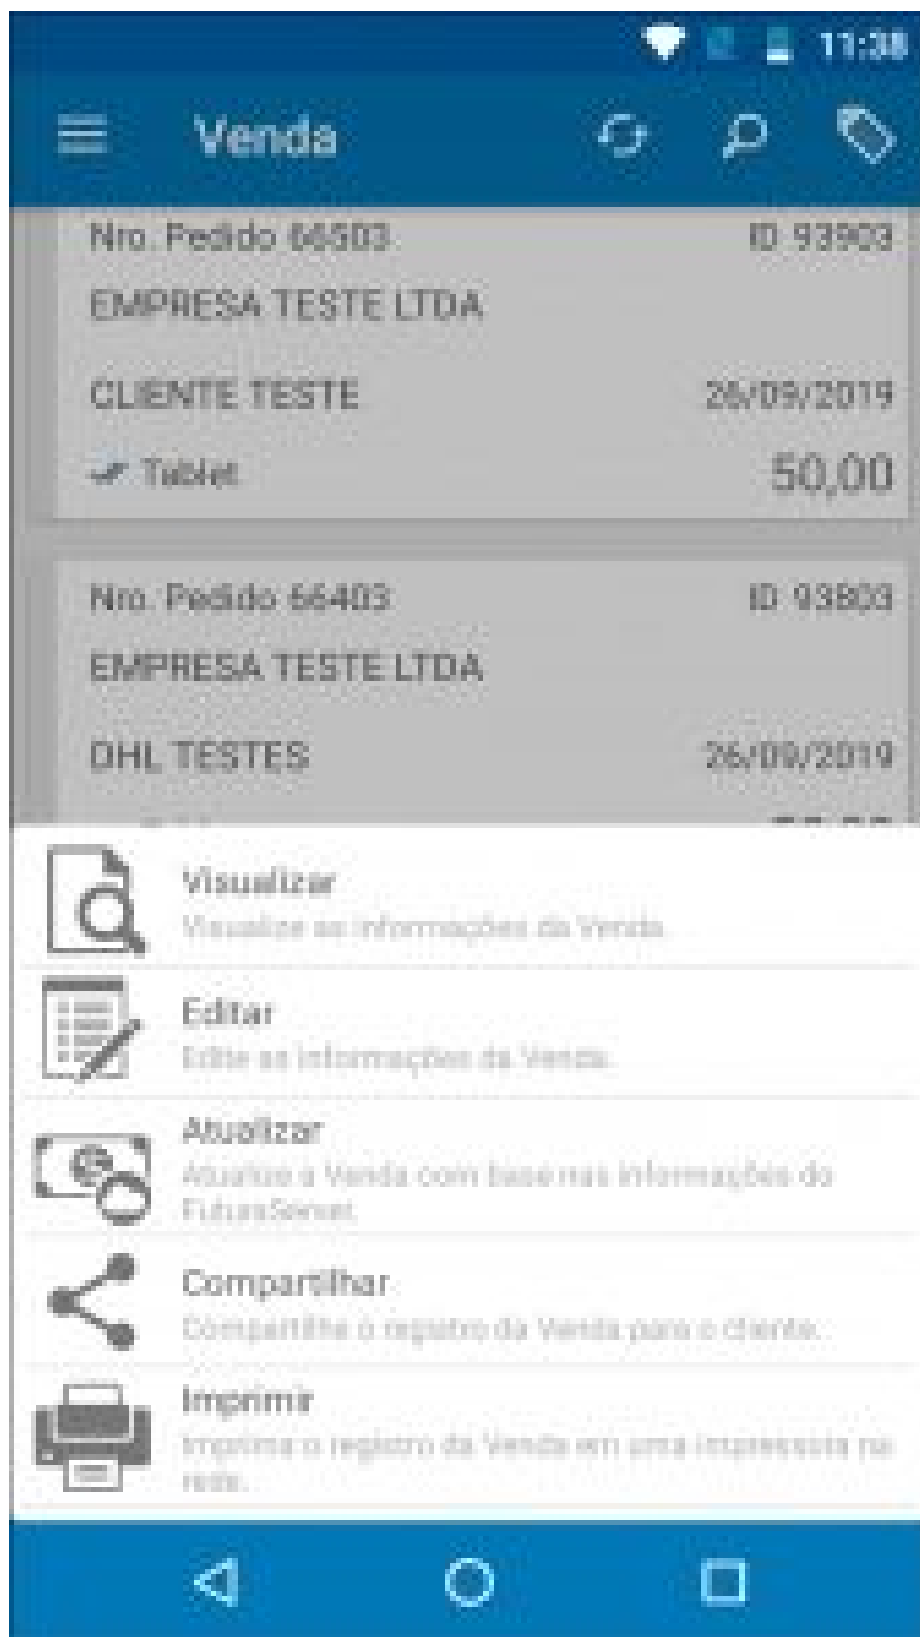 11:38
Venda
Nro. Pedido 66503 ID 93903
EMPRESA TESTE LTDA
CLIENTE TESTE 26/09/2019
Tablet 50,00
Nro. Pedido 66403 ID 93803
EMPRESA TESTE LTDA
DHL TESTES 26/09/2019
Visualizar
Visualize as informações da Venda.
Editar
Edite as informações da Venda.
Atualizar
Atualize a Venda com base nas informações do
FuturaServer.
Compartilhar
Compartilhe o registro da Venda para o cliente.
Imprimir
Imprima o registro da Venda em uma impressora na
rede.